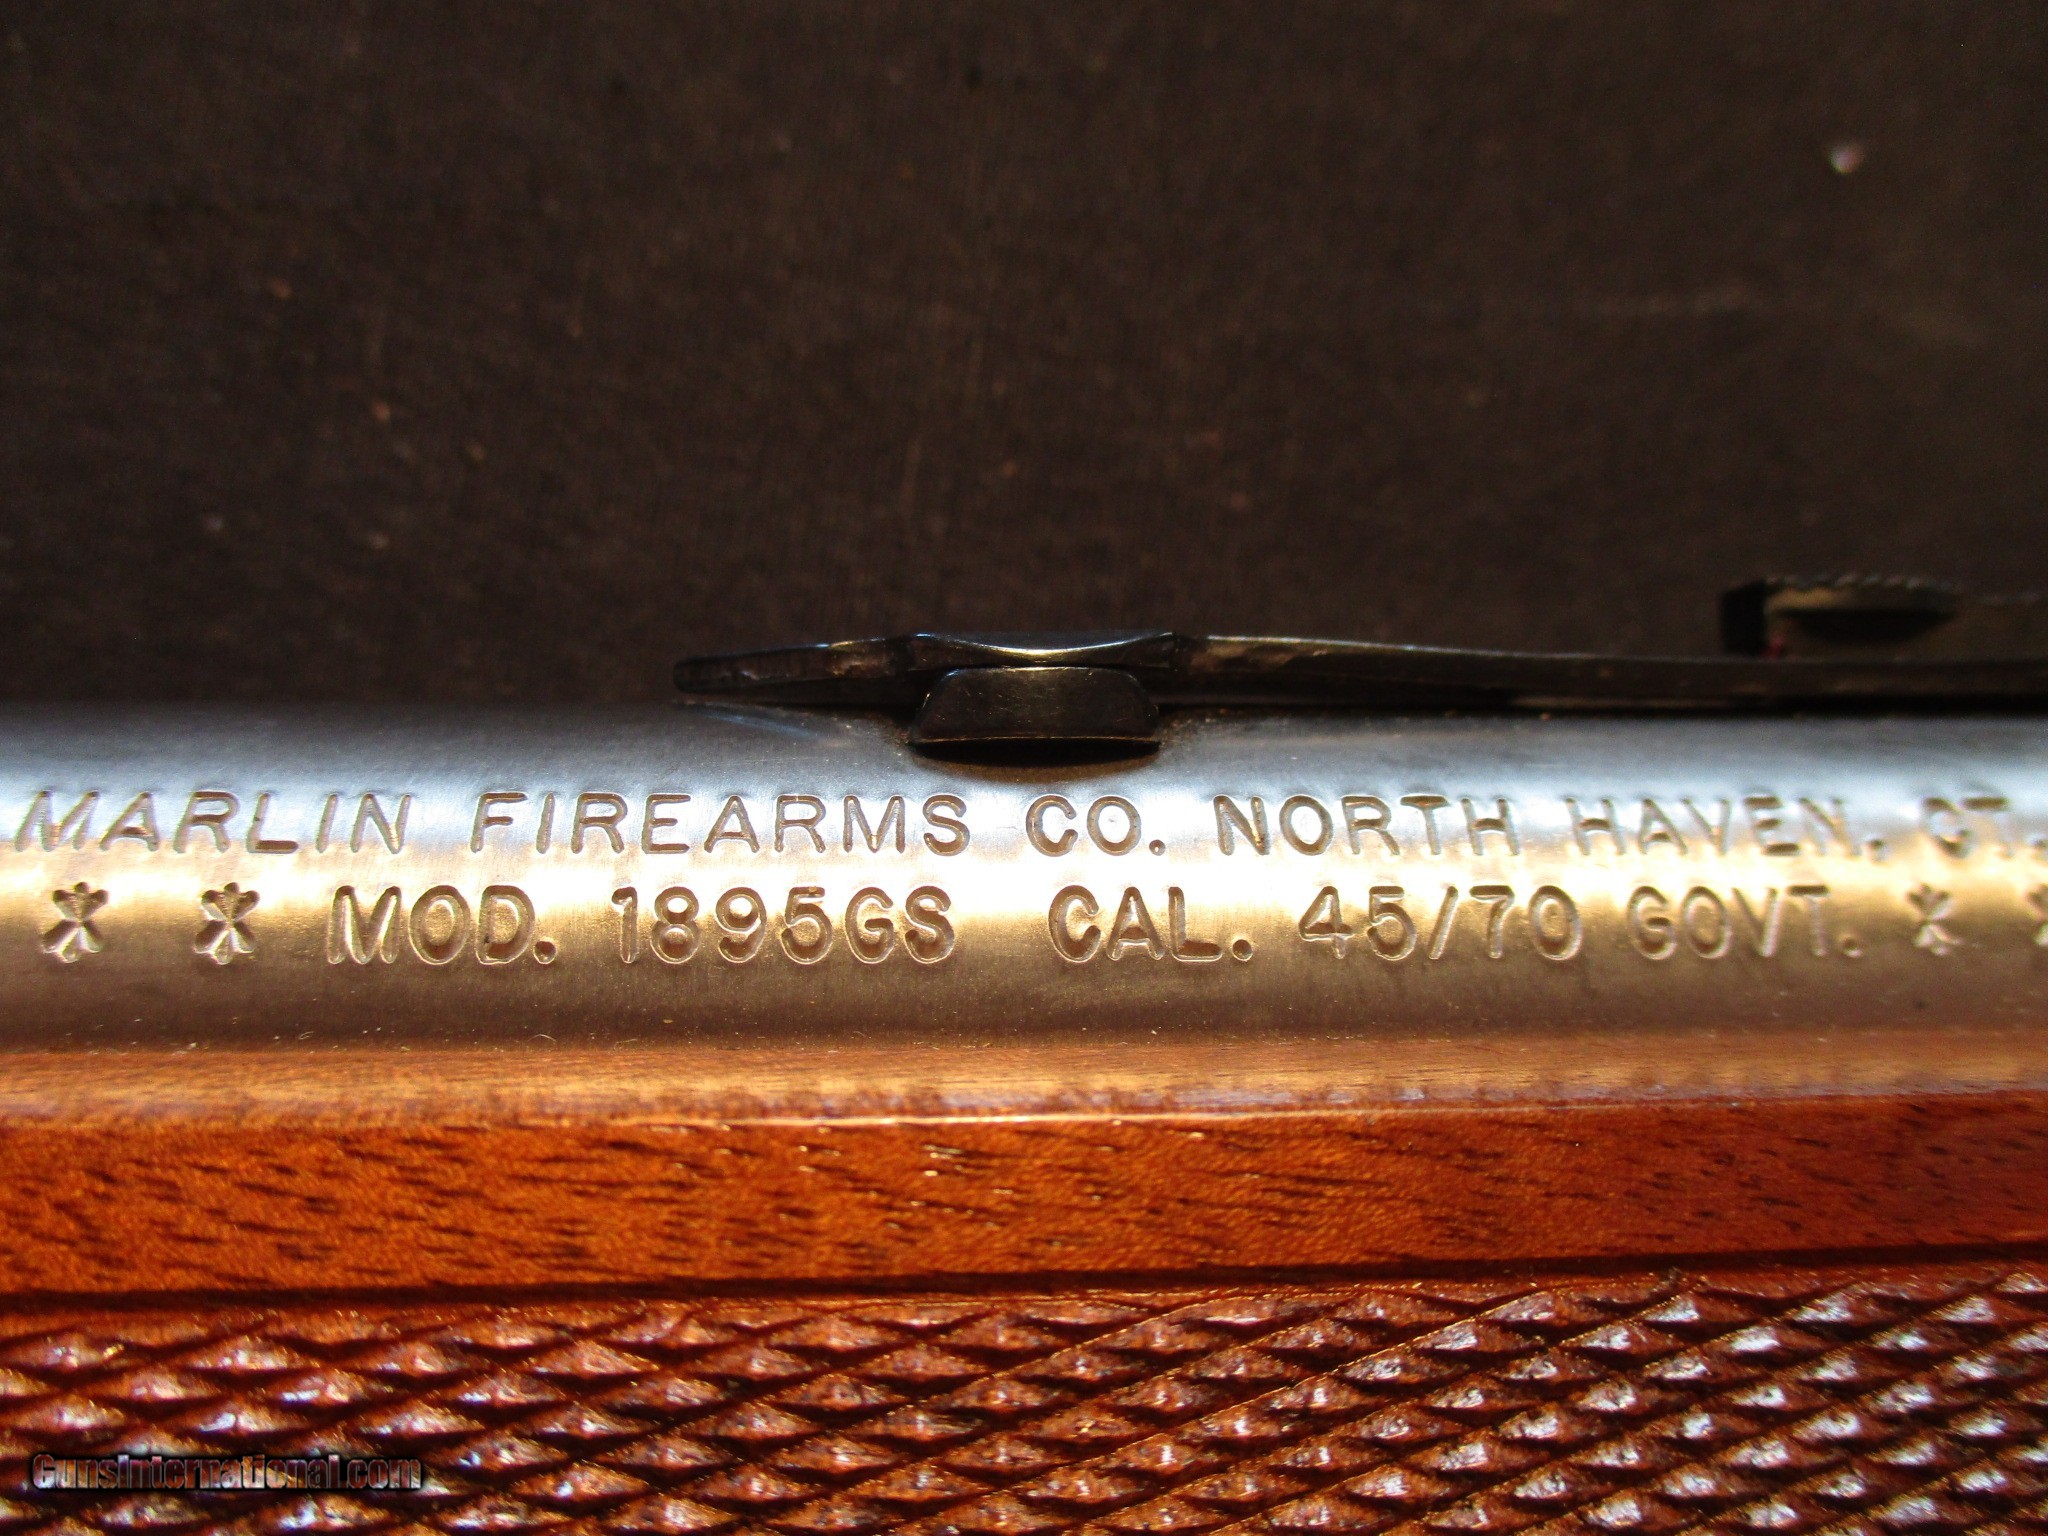 MARLIN FIREARMS CO. NORTH HAVEN, CT.
* * MOD. 1895GS CAL. 45/70 GOVT. * *
GunsInternational.com